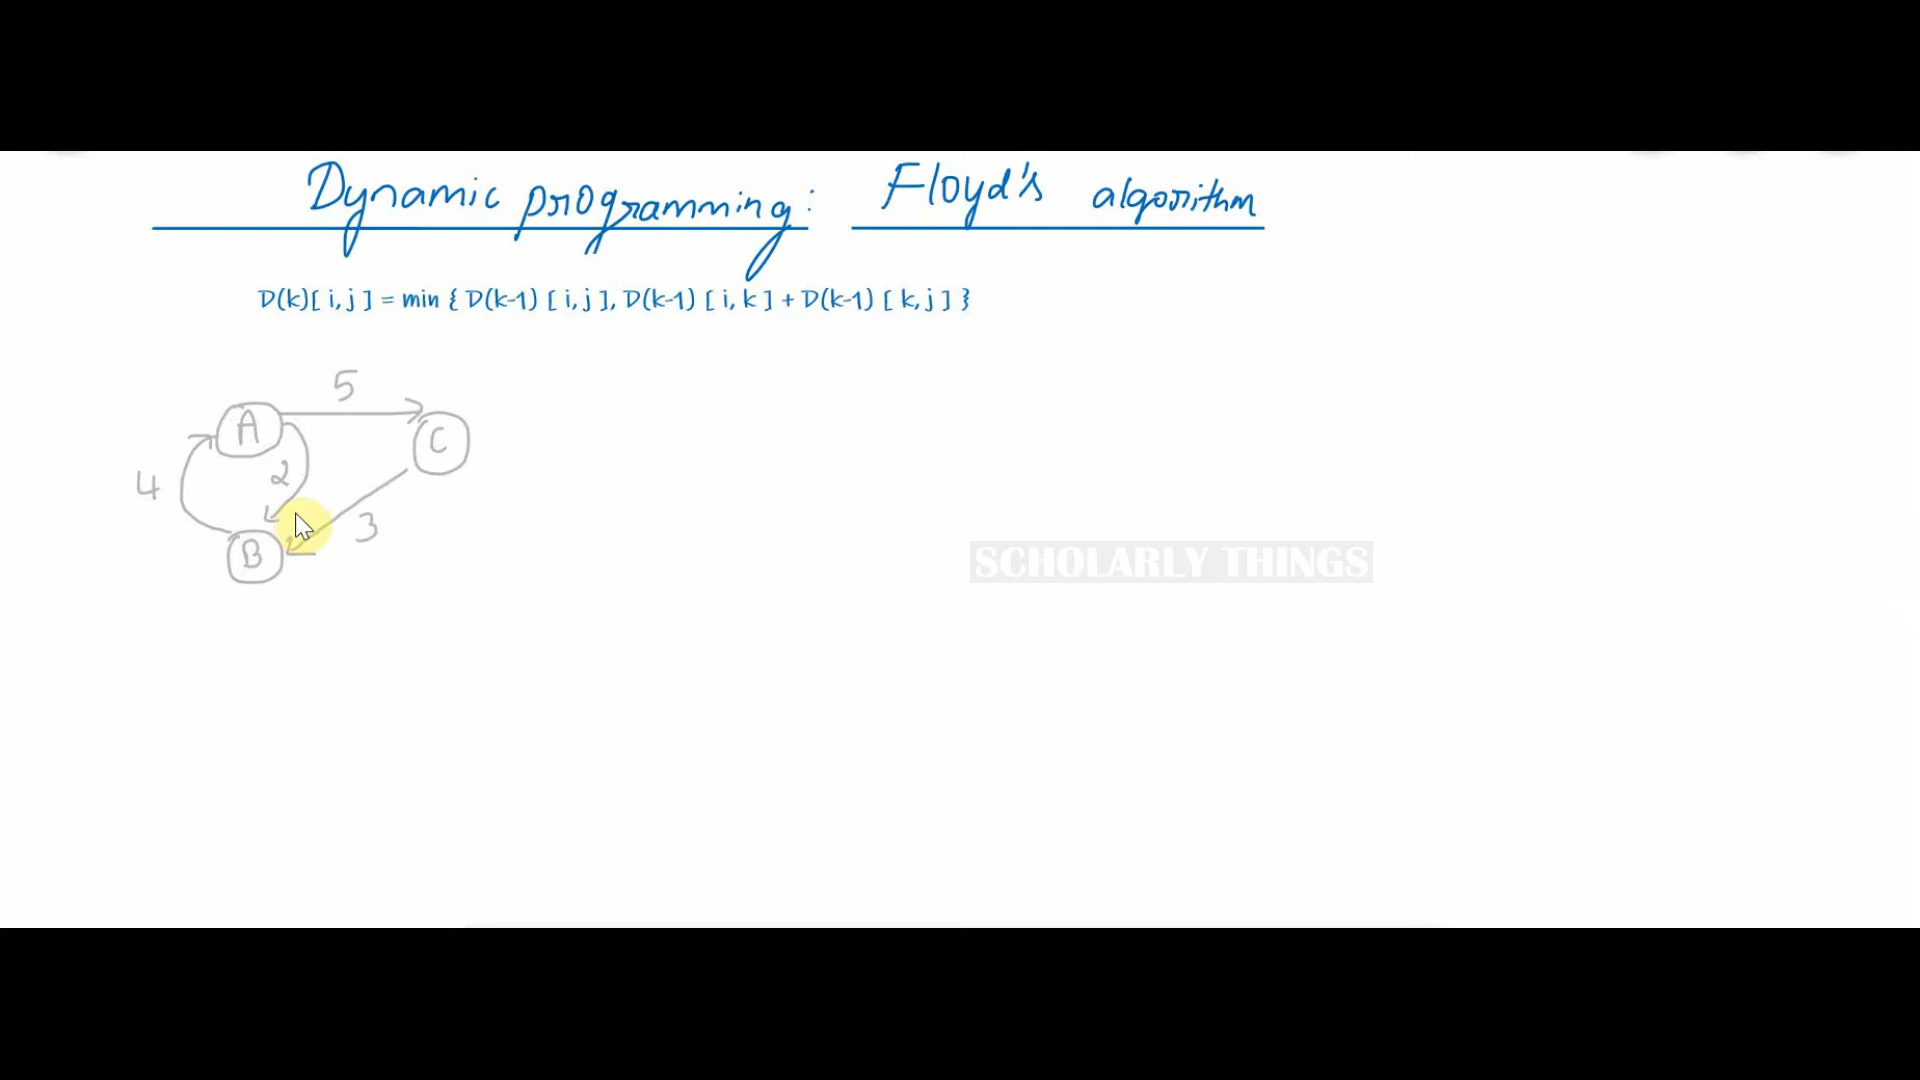 Dynamic programming: Floyd's algorithm
D(k)[ i, j ] = min { D(k-1) [ i, j ], D(k-1) [ i, k ] + D(k-1) [ k, j ] }
5
A
C
2
4
3
B
SCHOLARLY THINGS